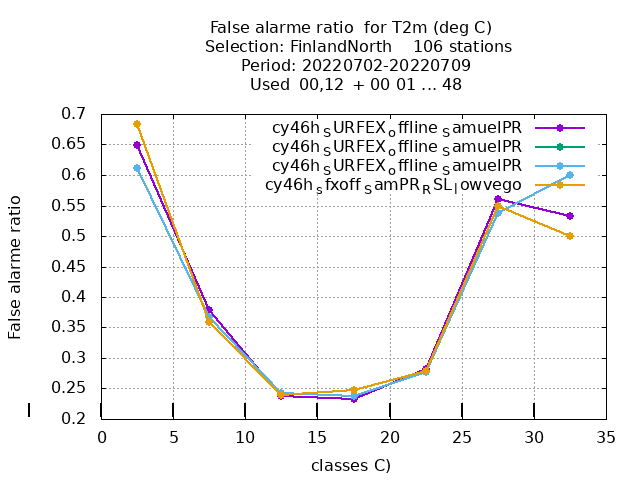 False alarme ratio  for T2m (deg C)
Selection: FinlandNorth    106 stations
Period: 20220702-20220709
Used  00,12  + 00 01 ... 48
cy46h_SURFEX_offline_SamuelPR
cy46h_SURFEX_offline_SamuelPR
cy46h_SURFEX_offline_SamuelPR
cy46h_sfxoff_SamPR_RSL_lowvego
0.7
0.65
0.6
0.55
0.5
0.45
0.4
0.35
0.3
0.25
0.2
False alarme ratio
0 5 10 15 20 25 30 35
classes C)